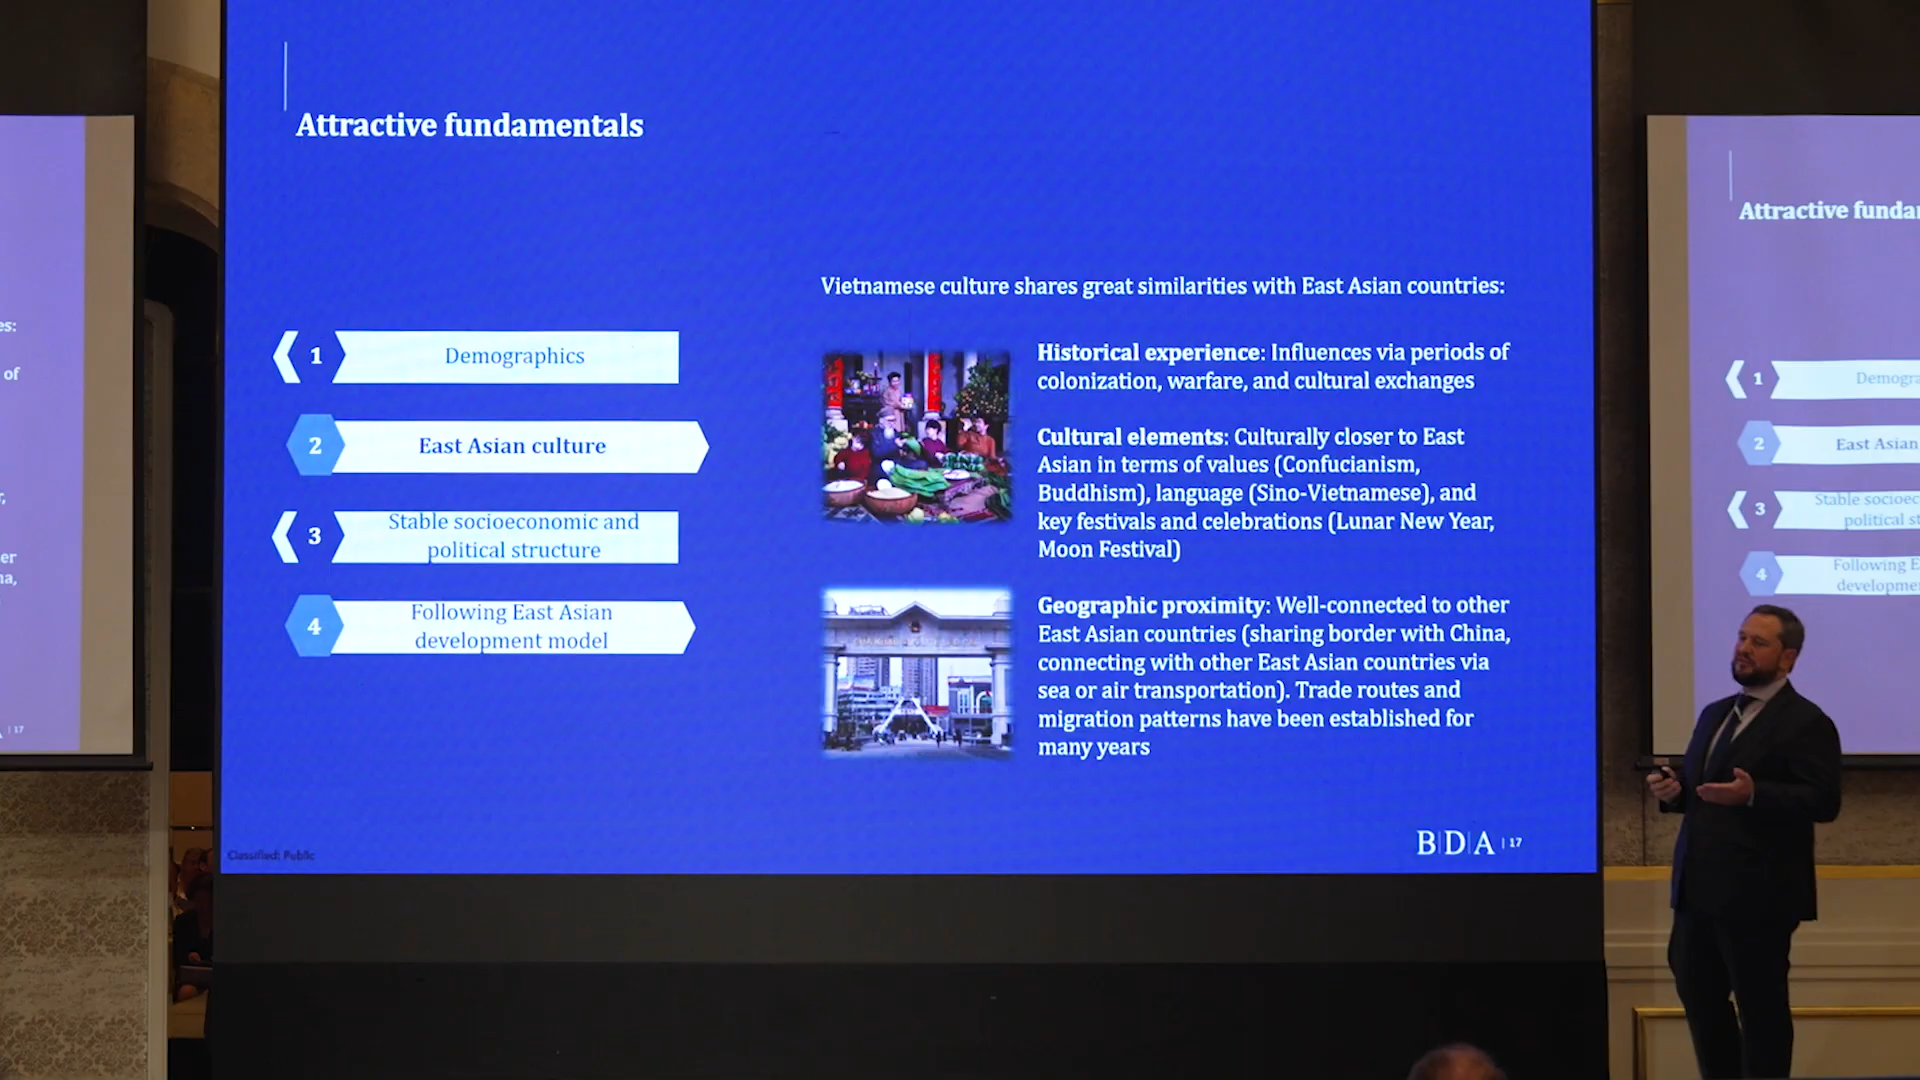 Attractive fundamentals
Vietnamese culture shares great similarities with East Asian countries:
1
Demographics
2
East Asian culture
3
Stable socioeconomic and
political structure
4
Following East Asian
development model
Historical experience: Influences via periods of
colonization, warfare, and cultural exchanges
Cultural elements: Culturally closer to East
Asian in terms of values (Confucianism,
Buddhism), language (Sino-Vietnamese), and
key festivals and celebrations (Lunar New Year,
Moon Festival)
Geographic proximity: Well-connected to other
East Asian countries (sharing border with China,
connecting with other East Asian countries via
sea or air transportation). Trade routes and
migration patterns have been established for
many years
Classified: Public
B|D|A | 17
es:
of
er
na,
| 17
Attractive funda
1
Demogra
2
East Asian
3
Stable socioec
political st
4
Following E
developme